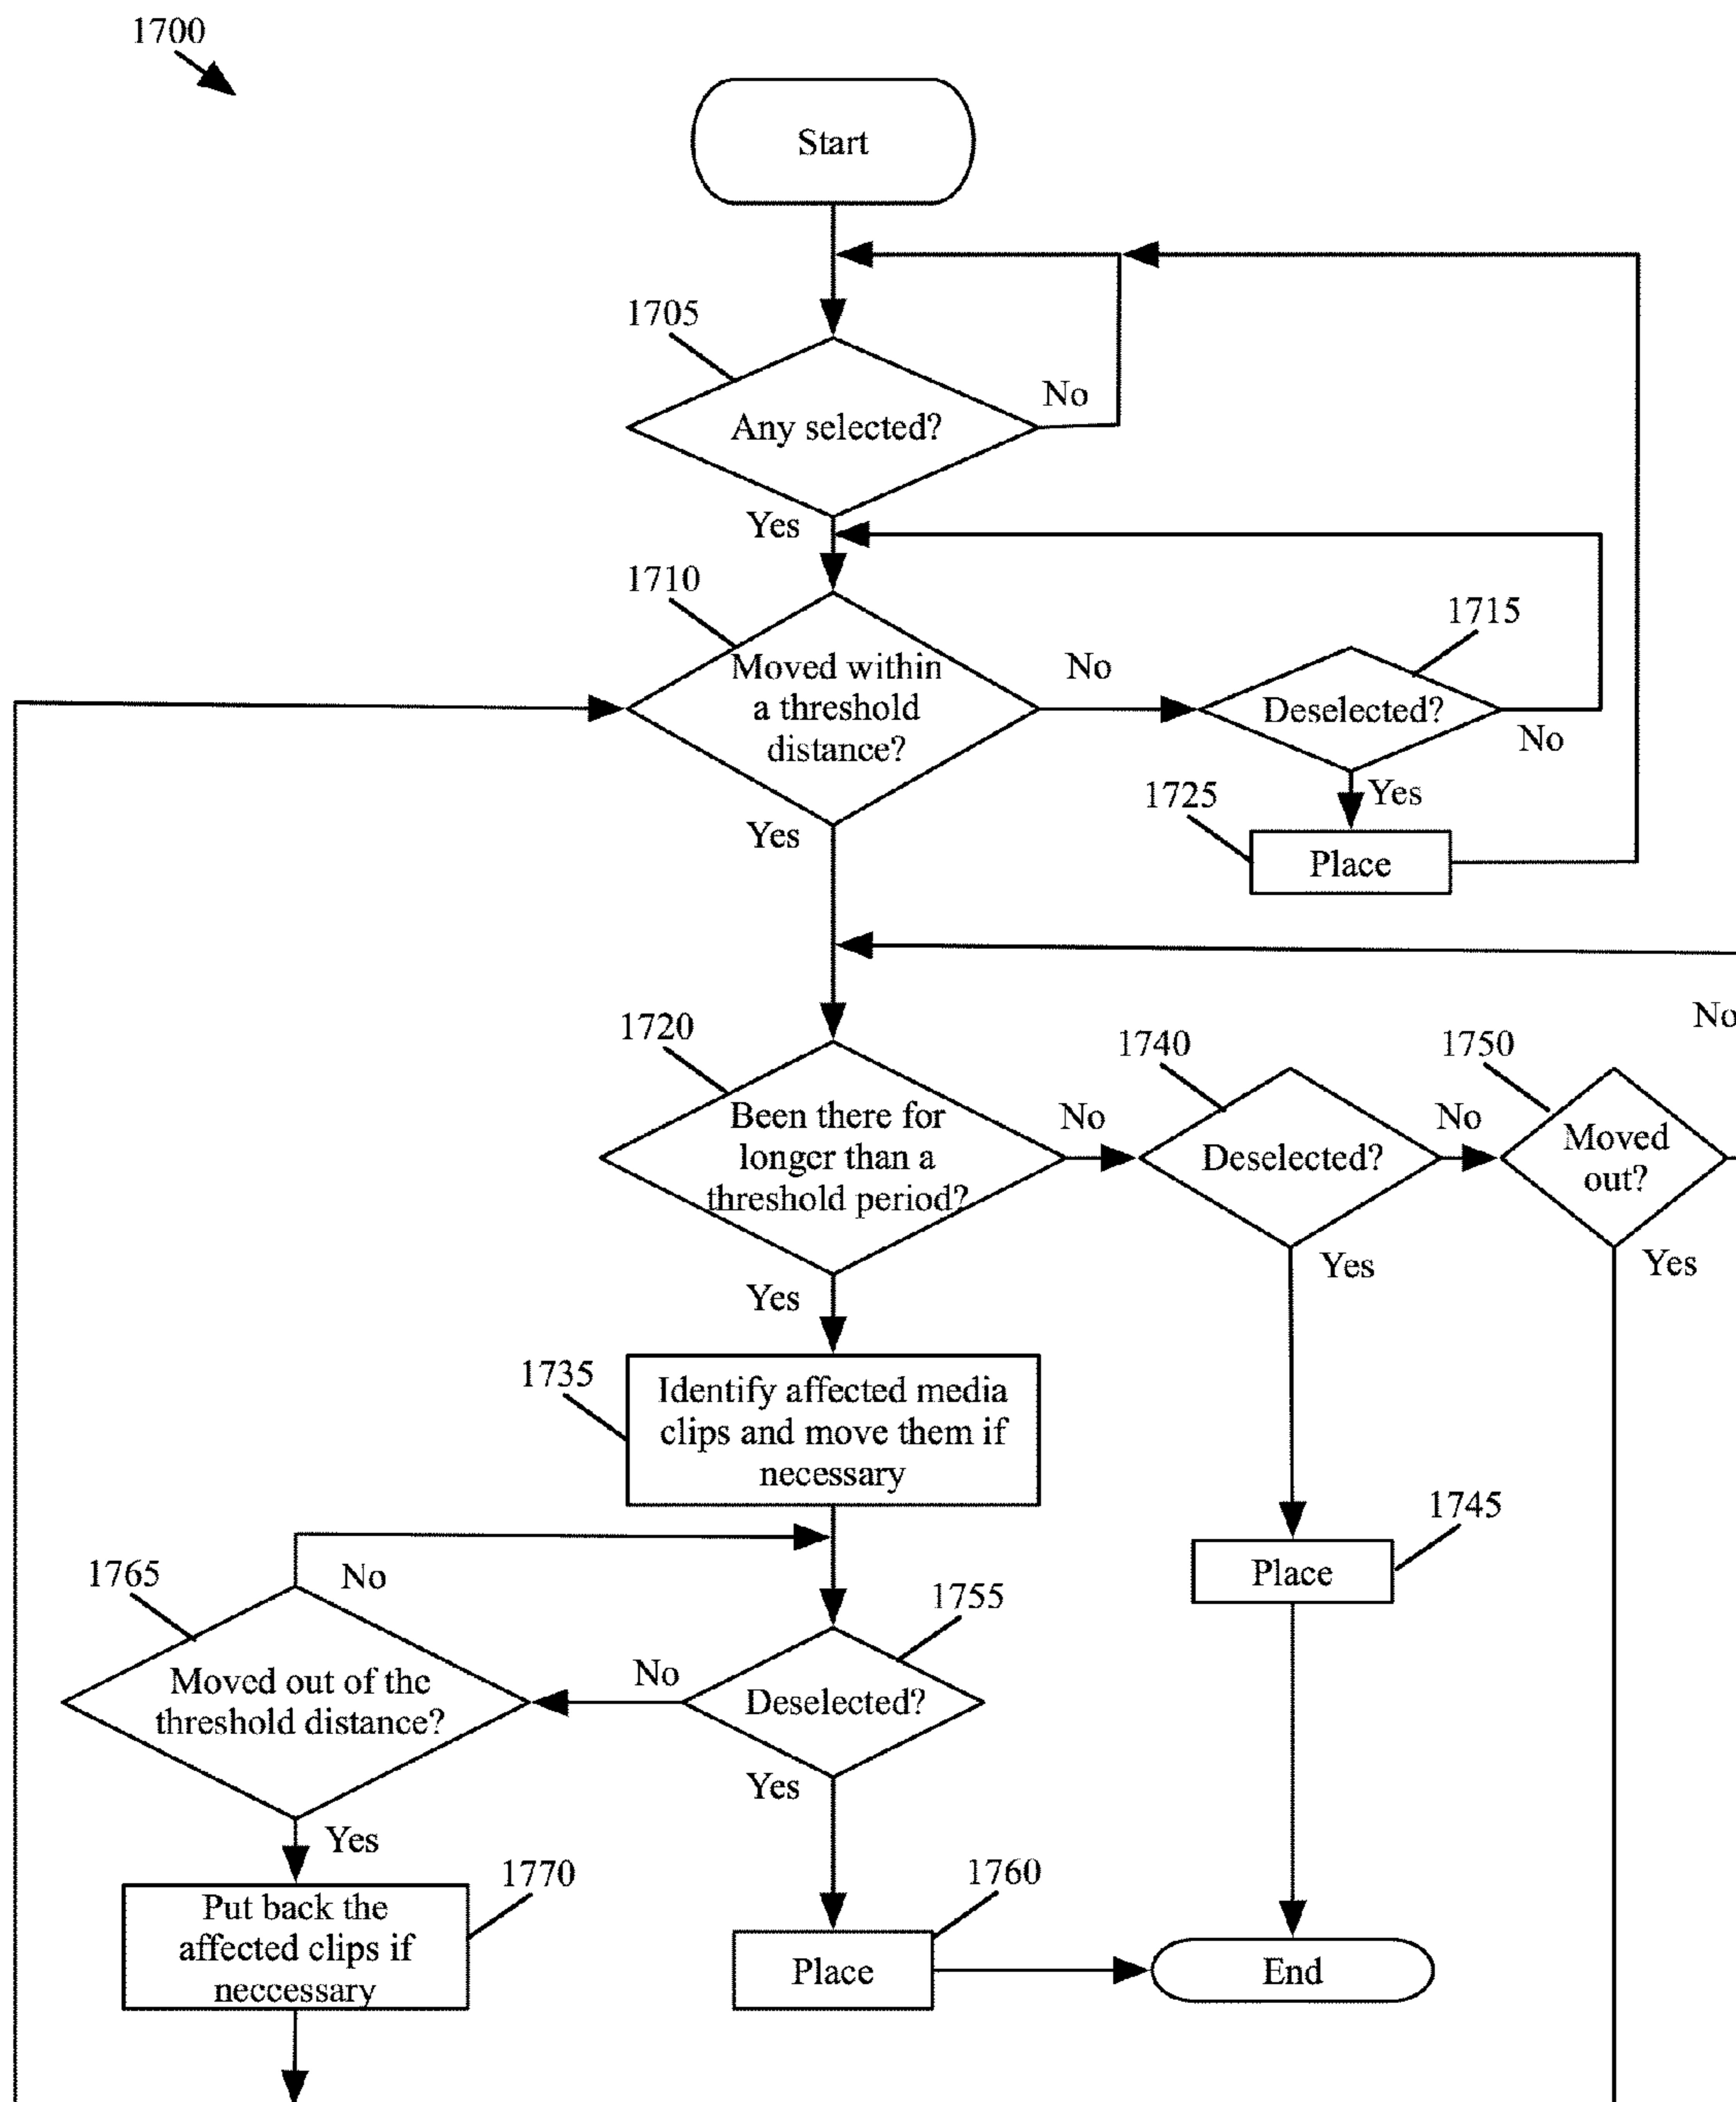 1700
Start
1705
Any selected?
No
Yes
1710
Moved within
a threshold
distance?
No
1715
Deselected?
No
Yes
1725
Place
Yes
1720
Been there for
longer than a
threshold period?
No
1740
Deselected?
No
1750
Moved
out?
No
Yes
Yes
Yes
1735
Identify affected media
clips and move them if
necessary
1745
Place
1765
No
Moved out of the
threshold distance?
No
1755
Deselected?
Yes
Yes
1770
Put back the
affected clips if
neccessary
1760
Place
End